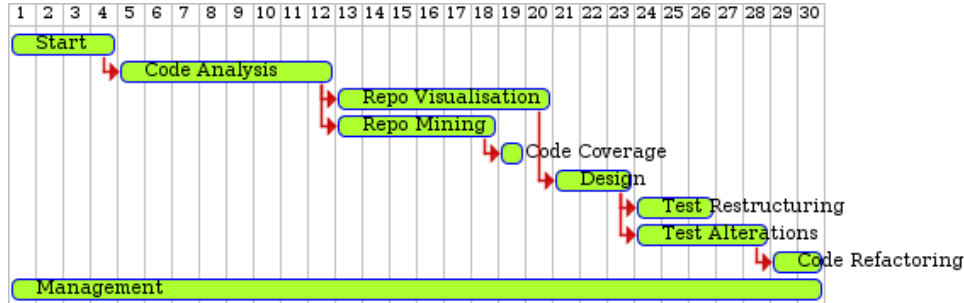 1 2 3 4 5 6 7 8 9 10 11 12 13 14 15 16 17 18 19 20 21 22 23 24 25 26 27 28 29 30
Start
Code Analysis
Repo Visualisation
Repo Mining
Code Coverage
Design
Test Restructuring
Test Alterations
Code Refactoring
Management